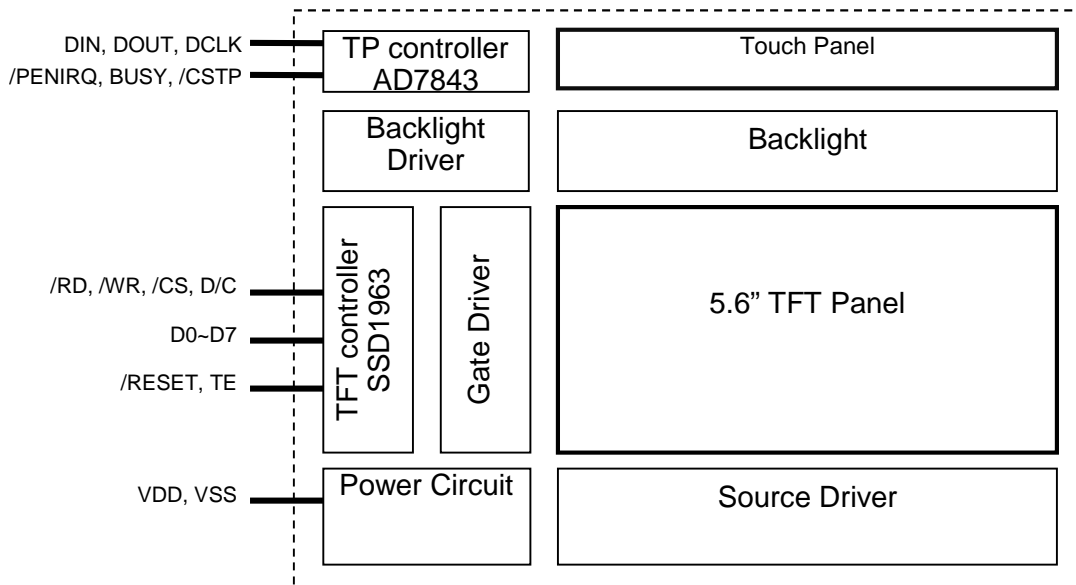 DIN, DOUT, DCLK
/PENIRQ, BUSY, /CSTP
TP controller
AD7843
Touch Panel
Backlight
Driver
Backlight
/RD, /WR, /CS, D/C
D0~D7
/RESET, TE
TFT controller
SSD1963
Gate Driver
5.6” TFT Panel
VDD, VSS
Power Circuit
Source Driver